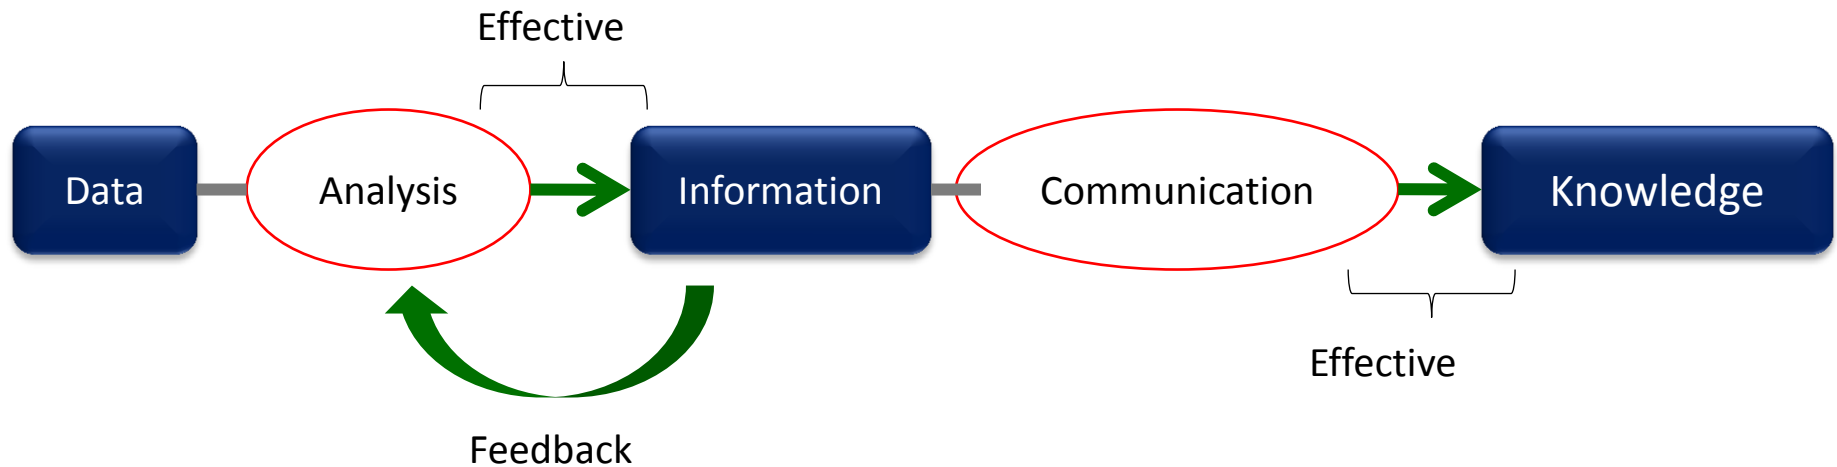 Effective
Data
Analysis
Information
Communication
Knowledge
Effective
Feedback